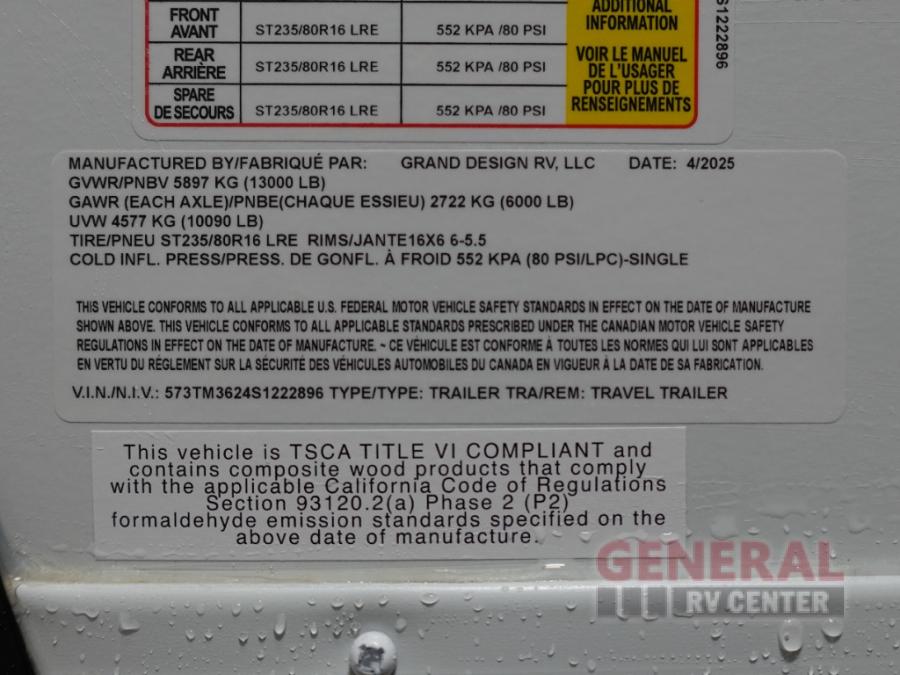 ADDITIONAL
INFORMATION
FRONT
AVANT
ST235/80R16 LRE
552 KPA /80 PSI
REAR
ARRIÈRE
ST235/80R16 LRE
552 KPA /80 PSI
SPARE
DE SECOURS
ST235/80R16 LRE
552 KPA /80 PSI
VOIR LE MANUEL
DE L'USAGER
POUR PLUS DE
RENSEIGNEMENTS
S1222896
MANUFACTURED BY/FABRIQUÉ PAR: GRAND DESIGN RV, LLC DATE: 4/2025
GVWR/PNBV 5897 KG (13000 LB)
GAWR (EACH AXLE)/PNBE(CHAQUE ESSIEU) 2722 KG (6000 LB)
UVW 4577 KG (10090 LB)
TIRE/PNEU ST235/80R16 LRE RIMS/JANTE16X6 6-5.5
COLD INFL. PRESS/PRESS. DE GONFL. À FROID 552 KPA (80 PSI/LPC)-SINGLE
THIS VEHICLE CONFORMS TO ALL APPLICABLE U.S. FEDERAL MOTOR VEHICLE SAFETY STANDARDS IN EFFECT ON THE DATE OF MANUFACTURE
SHOWN ABOVE. THIS VEHICLE CONFORMS TO ALL APPLICABLE STANDARDS PRESCRIBED UNDER THE CANADIAN MOTOR VEHICLE SAFETY
REGULATIONS IN EFFECT ON THE DATE OF MANUFACTURE. ~ CE VÉHICULE EST CONFORME À TOUTES LES NORMES QUI LUI SONT APPLICABLES
EN VERTU DU RÉGLEMENT SUR LA SÉCURITÉ DES VÉHICULES AUTOMOBILES DU CANADA EN VIGUEUR À LA DATE DE SA FABRICATION.
V.I.N./N.I.V.: 573TM3624S1222896 TYPE/TYPE: TRAILER TRA/REM: TRAVEL TRAILER
This vehicle is TSCA TITLE VI COMPLIANT and
contains composite wood products that comply
with the applicable California Code of Regulations
Section 93120.2(a) Phase 2 (P2)
formaldehyde emission standards specified on the
above date of manufacture.
GENERAL
RV CENTER